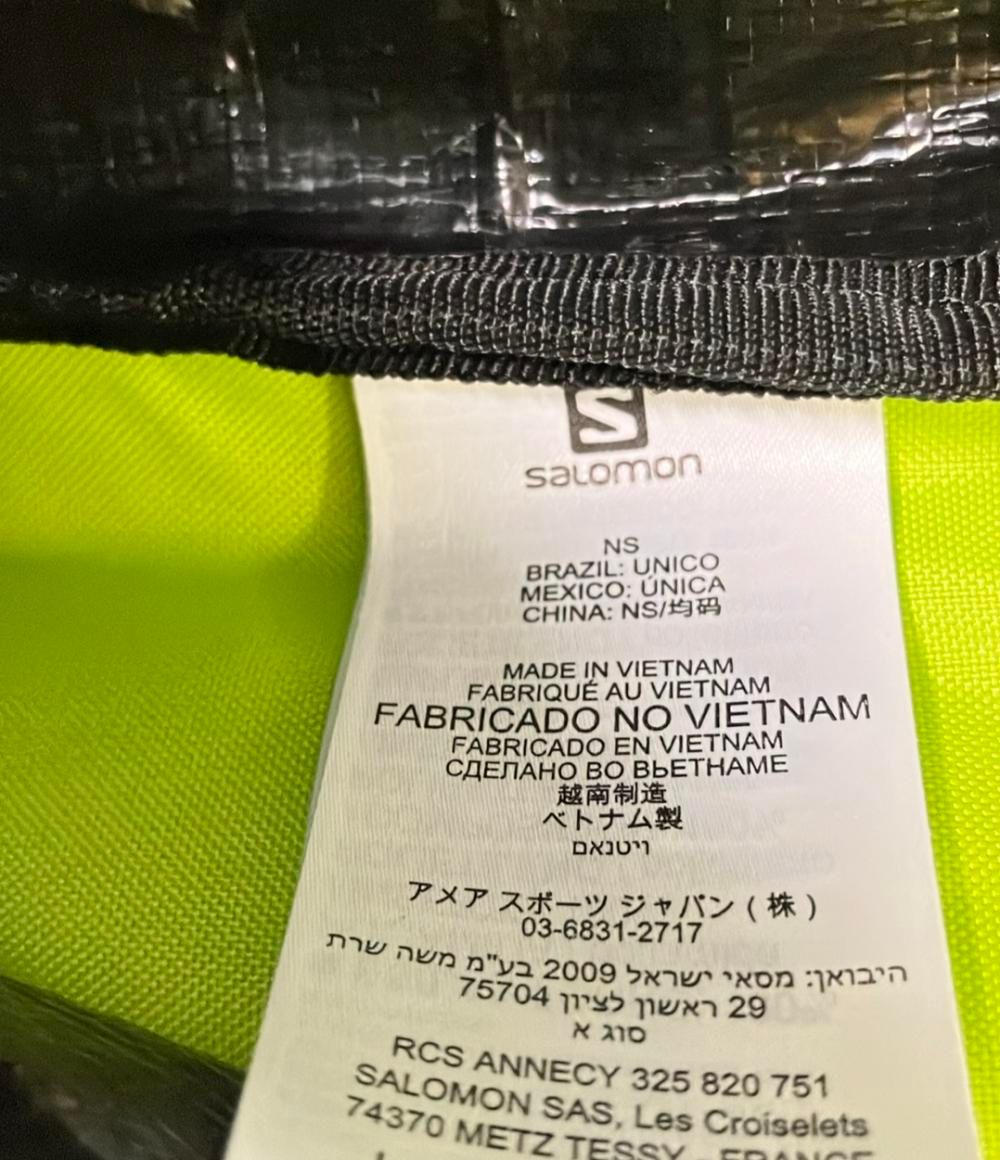 S
salomon
NS
BRAZIL: UNICO
MEXICO: ÚNICA
CHINA: NS/均码
MADE IN VIETNAM
FABRIQUÉ AU VIETNAM
FABRICADO NO VIETNAM
FABRICADO EN VIETNAM
СДЕЛАНО ВО ВЬЕТНАМЕ
越南制造
ベトナム製
ויטנאם
アメア スポーツ ジャパン ( 株 )
03-6831-2717
היבואן: מסאי ישראל 2009 בע"מ משה שרת
29 ראשון לציון 75704
סוג א
RCS ANNECY 325 820 751
SALOMON SAS, Les Croiselets
74370 METZ TESSY - FRANCE